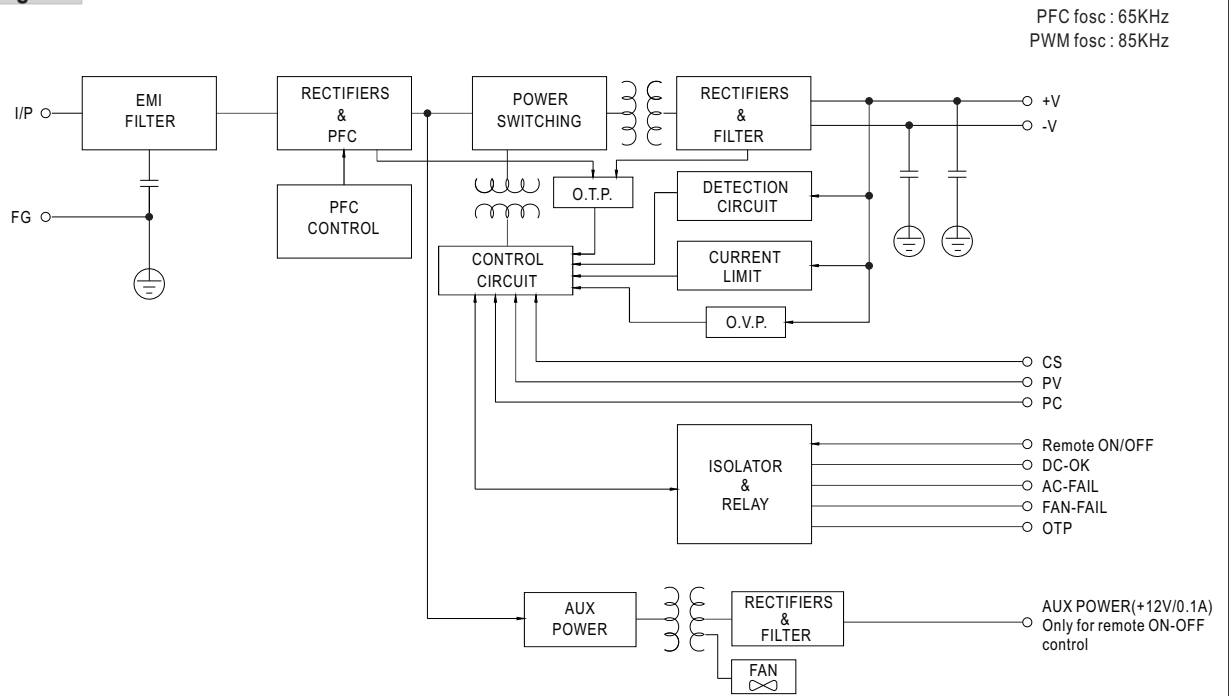 PFC fosc : 65KHz
PWM fosc : 85KHz
I/P
EMI
FILTER
RECTIFIERS
&
PFC
POWER
SWITCHING
RECTIFIERS
&
FILTER
+V
-V
FG
PFC
CONTROL
O.T.P.
DETECTION
CIRCUIT
CONTROL
CIRCUIT
CURRENT
LIMIT
O.V.P.
CS
PV
PC
ISOLATOR
&
RELAY
Remote ON/OFF
DC-OK
AC-FAIL
FAN-FAIL
OTP
AUX
POWER
RECTIFIERS
&
FILTER
FAN
AUX POWER(+12V/0.1A)
Only for remote ON-OFF
control